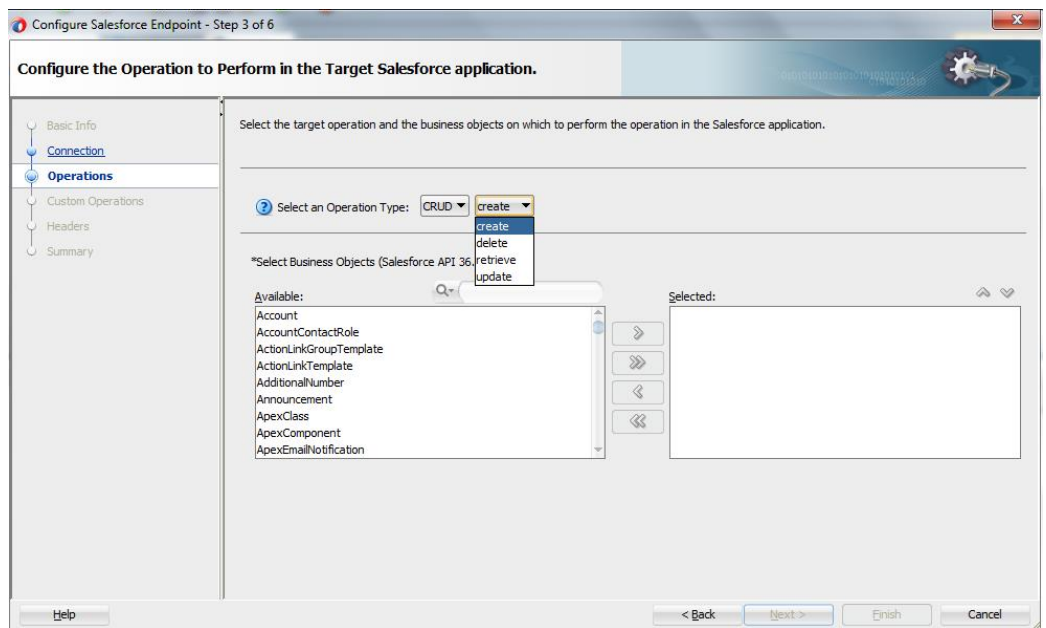 Configure Salesforce Endpoint - Step 3 of 6
Configure the Operation to Perform in the Target Salesforce application.
Basic Info
Connection
Operations
Custom Operations
Headers
Summary
Select the target operation and the business objects on which to perform the operation in the Salesforce application.
Select an Operation Type: CRUD create
create
delete
retrieve
update
*Select Business Objects (Salesforce API 36.
Available:
Account
AccountContactRole
ActionLinkGroupTemplate
ActionLinkTemplate
AdditionalNumber
Announcement
ApexClass
ApexComponent
ApexEmailNotification
Selected:
Help
< Back
Next >
Finish
Cancel